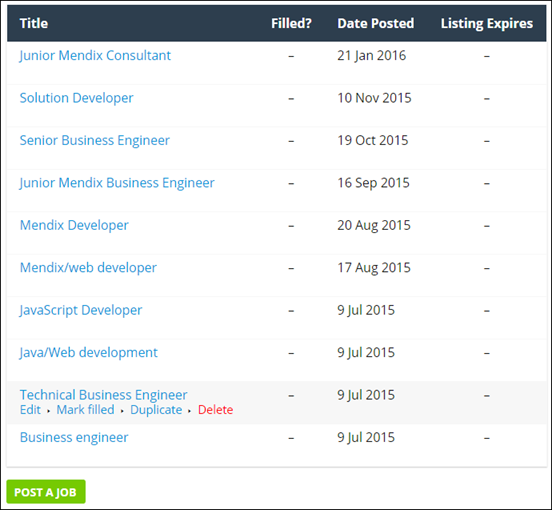 Title Filled? Date Posted Listing Expires
Junior Mendix Consultant – 21 Jan 2016 –
Solution Developer – 10 Nov 2015 –
Senior Business Engineer – 19 Oct 2015 –
Junior Mendix Business Engineer – 16 Sep 2015 –
Mendix Developer – 20 Aug 2015 –
Mendix/web developer – 17 Aug 2015 –
JavaScript Developer – 9 Jul 2015 –
Java/Web development – 9 Jul 2015 –
Technical Business Engineer – 9 Jul 2015 –
Edit ‣ Mark filled ‣ Duplicate ‣ Delete
Business engineer – 9 Jul 2015 –
POST A JOB